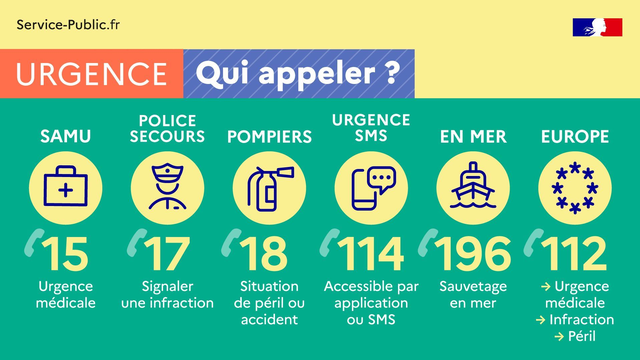 Service-Public.fr
URGENCE Qui appeler ?
SAMU
15
Urgence
médicale
POLICE
SECOURS
17
Signaler
une infraction
POMPIERS
18
Situation
de péril ou
accident
URGENCE
SMS
114
Accessible par
application
ou SMS
EN MER
196
Sauvetage
en mer
EUROPE
112
→ Urgence
médicale
→ Infraction
→ Péril